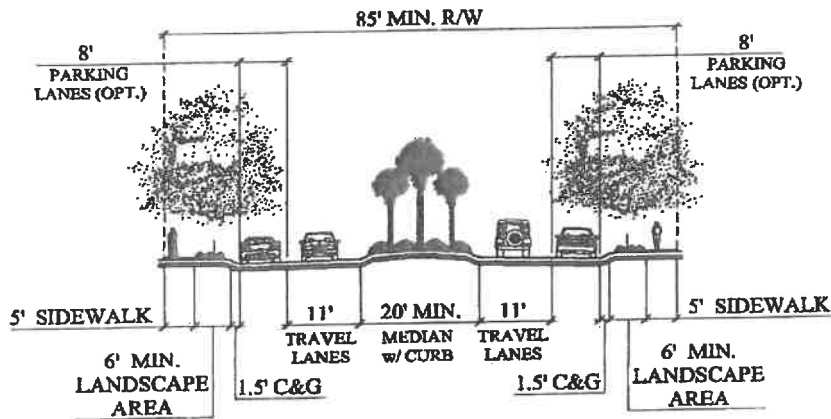 85' MIN. R/W
8'
PARKING
LANES (OPT.)
8'
PARKING
LANES (OPT.)
5' SIDEWALK
11'
TRAVEL
LANES
20' MIN.
MEDIAN
w/ CURB
11'
TRAVEL
LANES
5' SIDEWALK
6' MIN.
LANDSCAPE
AREA
1.5' C&G
1.5' C&G
6' MIN.
LANDSCAPE
AREA